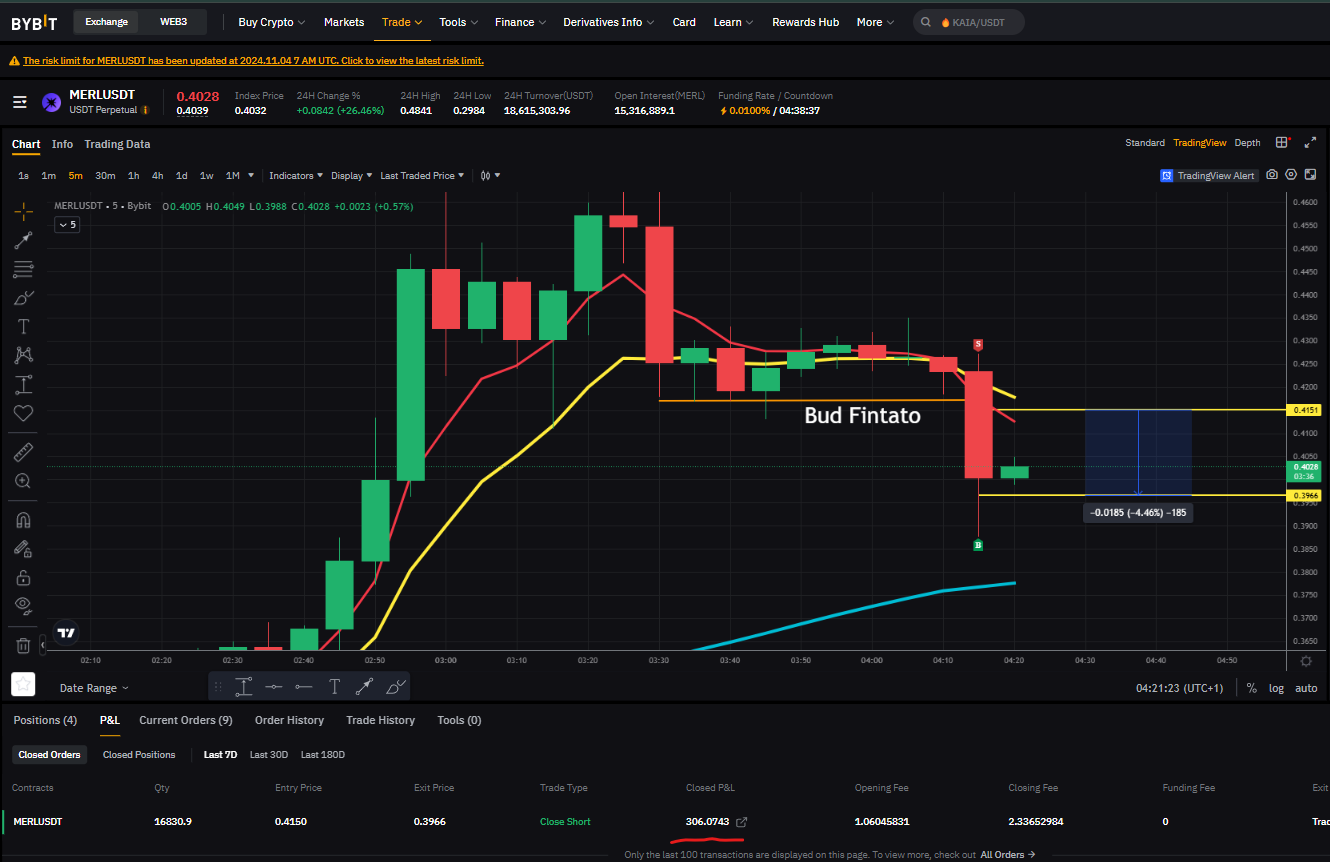 BYBIT Exchange WEB3 Buy Crypto Markets Trade Tools Finance Derivatives Info Card Learn Rewards Hub More KAIA/USDT
The risk limit for MERLUSDT has been updated at 2024.11.04 7 AM UTC. Click to view the latest risk limit.
MERLUSDT 0.4028 Index Price 24H Change % 24H High 24H Low 24H Turnover(USDT) Open Interest(MERL) Funding Rate / Countdown
USDT Perpetual 0.4039 0.4032 +0.0842 (+26.46%) 0.4841 0.2984 18,615,303.96 15,316,889.1 0.0100% / 04:38:37
Chart Info Trading Data Standard TradingView Depth
1s 1m 5m 30m 1h 4h 1d 1w 1M Indicators Display Last Traded Price TradingView Alert
MERLUSDT • 5 • Bybit O0.4005 H0.4049 L0.3988 C0.4028 +0.0023 (+0.57%)
5
0.4600
0.4550
0.4500
0.4450
0.4400
0.4350
0.4300
S
0.4250
0.4200
0.4151
Bud Fintato
0.4100
0.4050
0.4028
03:36
0.3966
−0.0185 (−4.46%) −185
0.3900
B
0.3850
0.3800
0.3750
0.3700
0.3650
02:10 02:20 02:30 02:40 02:50 03:00 03:10 03:20 03:30 03:40 03:50 04:00 04:10 04:20 04:30 04:40 04:50
Date Range 04:21:23 (UTC+1) % log auto
Positions (4) P&L Current Orders (9) Order History Trade History Tools (0)
Closed Orders Closed Positions Last 7D Last 30D Last 180D
Contracts Qty Entry Price Exit Price Trade Type Closed P&L Opening Fee Closing Fee Funding Fee Exit
MERLUSDT 16830.9 0.4150 0.3966 Close Short 306.0743 1.06045831 2.33652984 0 Trac
Only the last 100 transactions are displayed on this page. To view more, check out All Orders →